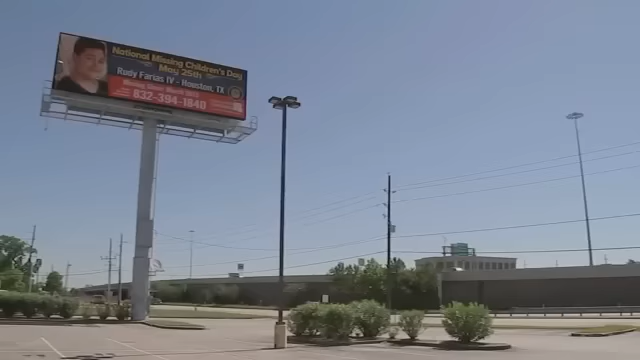 National Missing Children's Day
May 25th
Rudy Farias IV - Houston, TX
832-394-1840